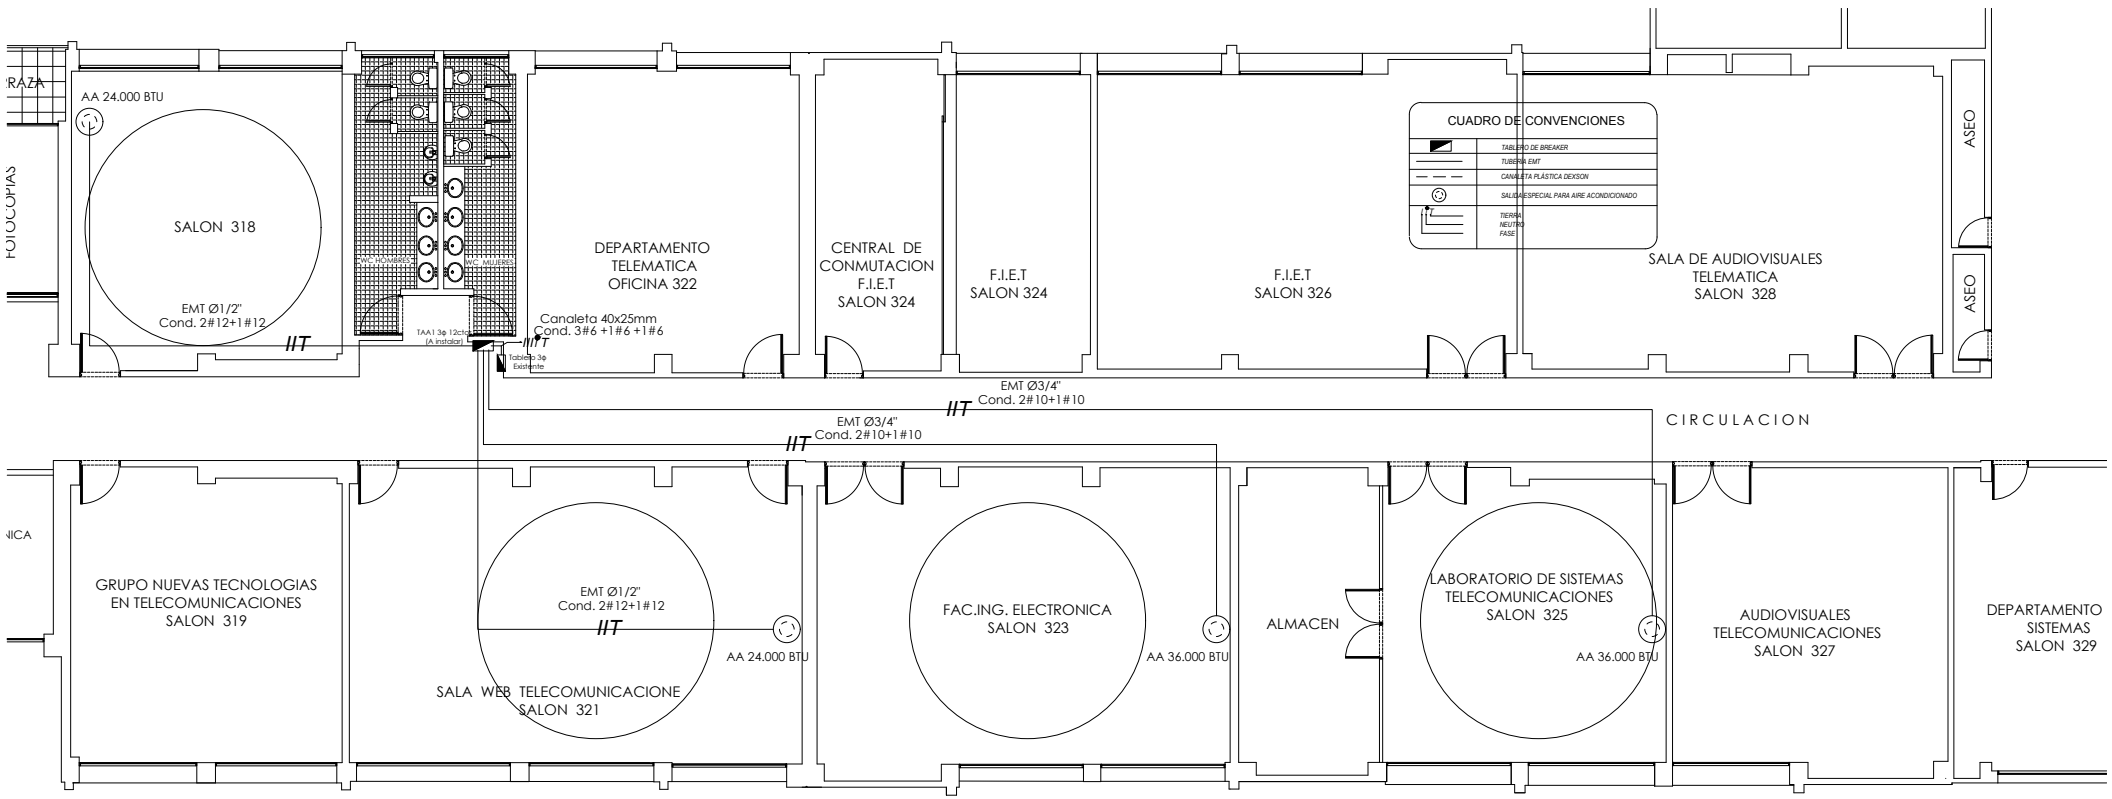 RRAZA
AA 24.000 BTU
FOTOCOPIAS
SALON 318
EMT Ø1/2"
Cond. 2#12+1#12
IIT
WC HOMBRES
WC MUJERES
TAA1 3φ 12ctos
(A instalar)
DEPARTAMENTO
TELEMATICA
OFICINA 322
Canaleta 40x25mm
Cond. 3#6 +1#6 +1#6
IIIIT
Tablero 3φ
Existente
CENTRAL DE
CONMUTACION
F.I.E.T
SALON 324
F.I.E.T
SALON 324
F.I.E.T
SALON 326
CUADRO DE CONVENCIONES
TABLERO DE BREAKER
TUBERIA EMT
CANALETA PLÁSTICA DEXSON
SALIDA ESPECIAL PARA AIRE ACONDICIONADO
T
TIERRA
NEUTRO
FASE
SALA DE AUDIOVISUALES
TELEMATICA
SALON 328
ASEO
ASEO
EMT Ø3/4"
Cond. 2#10+1#10
IIT
EMT Ø3/4"
Cond. 2#10+1#10
IIT
CIRCULACION
NICA
GRUPO NUEVAS TECNOLOGIAS
EN TELECOMUNICACIONES
SALON 319
EMT Ø1/2"
Cond. 2#12+1#12
IIT
AA 24.000 BTU
SALA WEB TELECOMUNICACIONE
SALON 321
FAC.ING. ELECTRONICA
SALON 323
AA 36.000 BTU
ALMACEN
LABORATORIO DE SISTEMAS
TELECOMUNICACIONES
SALON 325
AA 36.000 BTU
AUDIOVISUALES
TELECOMUNICACIONES
SALON 327
DEPARTAMENTO
SISTEMAS
SALON 329